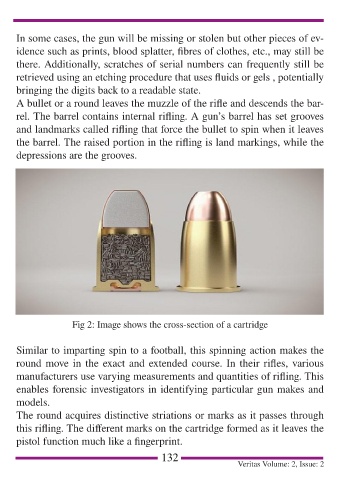 In some cases, the gun will be missing or stolen but other pieces of ev-
idence such as prints, blood splatter, fibres of clothes, etc., may still be
there. Additionally, scratches of serial numbers can frequently still be
retrieved using an etching procedure that uses fluids or gels , potentially
bringing the digits back to a readable state.
A bullet or a round leaves the muzzle of the rifle and descends the bar-
rel. The barrel contains internal rifling. A gun's barrel has set grooves
and landmarks called rifling that force the bullet to spin when it leaves
the barrel. The raised portion in the rifling is land markings, while the
depressions are the grooves.
Fig 2: Image shows the cross-section of a cartridge
Similar to imparting spin to a football, this spinning action makes the
round move in the exact and extended course. In their rifles, various
manufacturers use varying measurements and quantities of rifling. This
enables forensic investigators in identifying particular gun makes and
models.
The round acquires distinctive striations or marks as it passes through
this rifling. The different marks on the cartridge formed as it leaves the
pistol function much like a fingerprint.
132
Veritas Volume: 2, Issue: 2